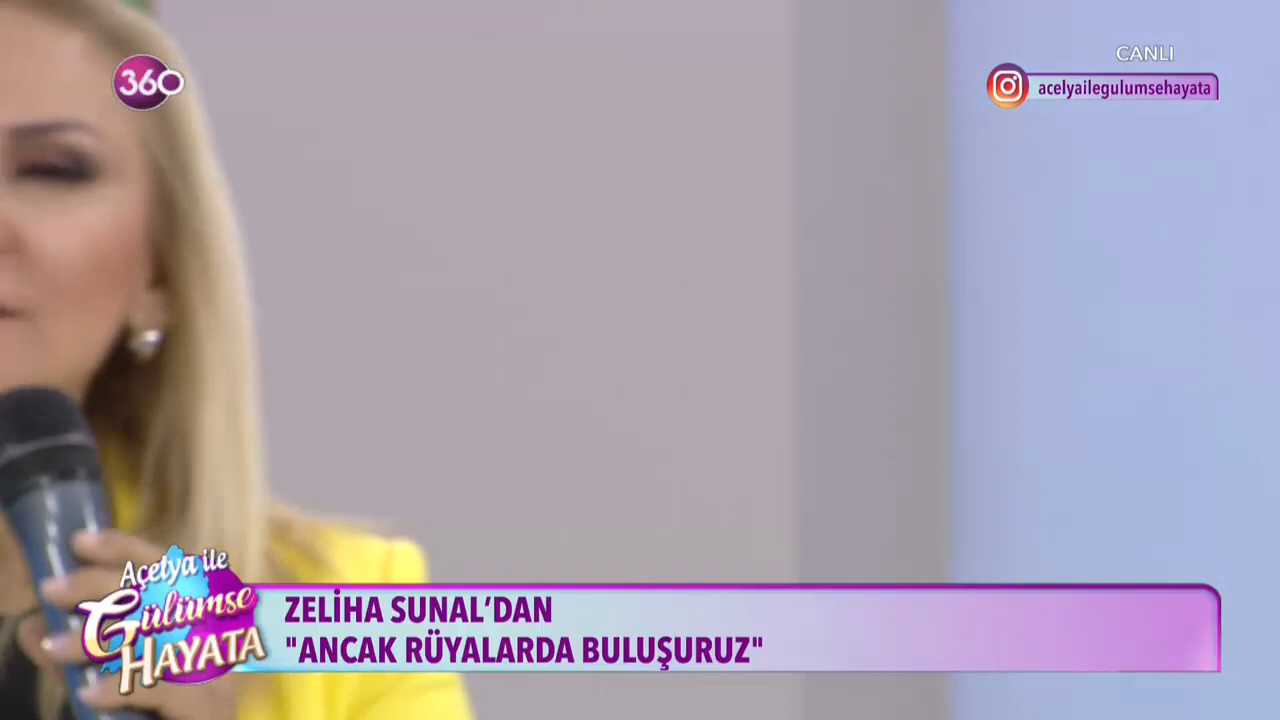 360
CANLI
acelyailegulumsehayata
Açelya ile
Gülümse
HAYATA
ZELİHA SUNAL'DAN
"ANCAK RÜYALARDA BULUŞURUZ"